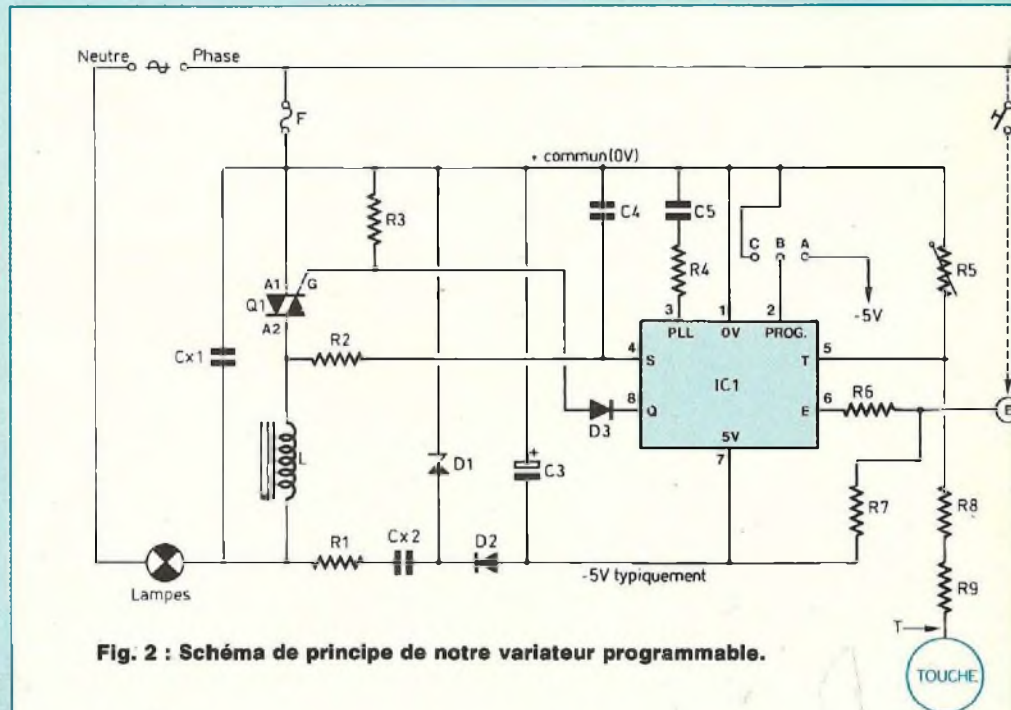 Neutre Phase
F
+ commun(0V)
R3
C4
C5
C B A
R4
R5
-5V
A1 G
Q1
A2
3 1 2
PLL 0V PROG.
Cx1
R2
4 S
T 5
IC1
R6
8 Q
E 6
E
D3
5V
7
L
D1
+
C3
R7
R8
R1
Cx2
D2
-5V typiquement
R9
Lampes
T
TOUCHE
Fig. 2 : Schéma de principe de notre variateur programmable.